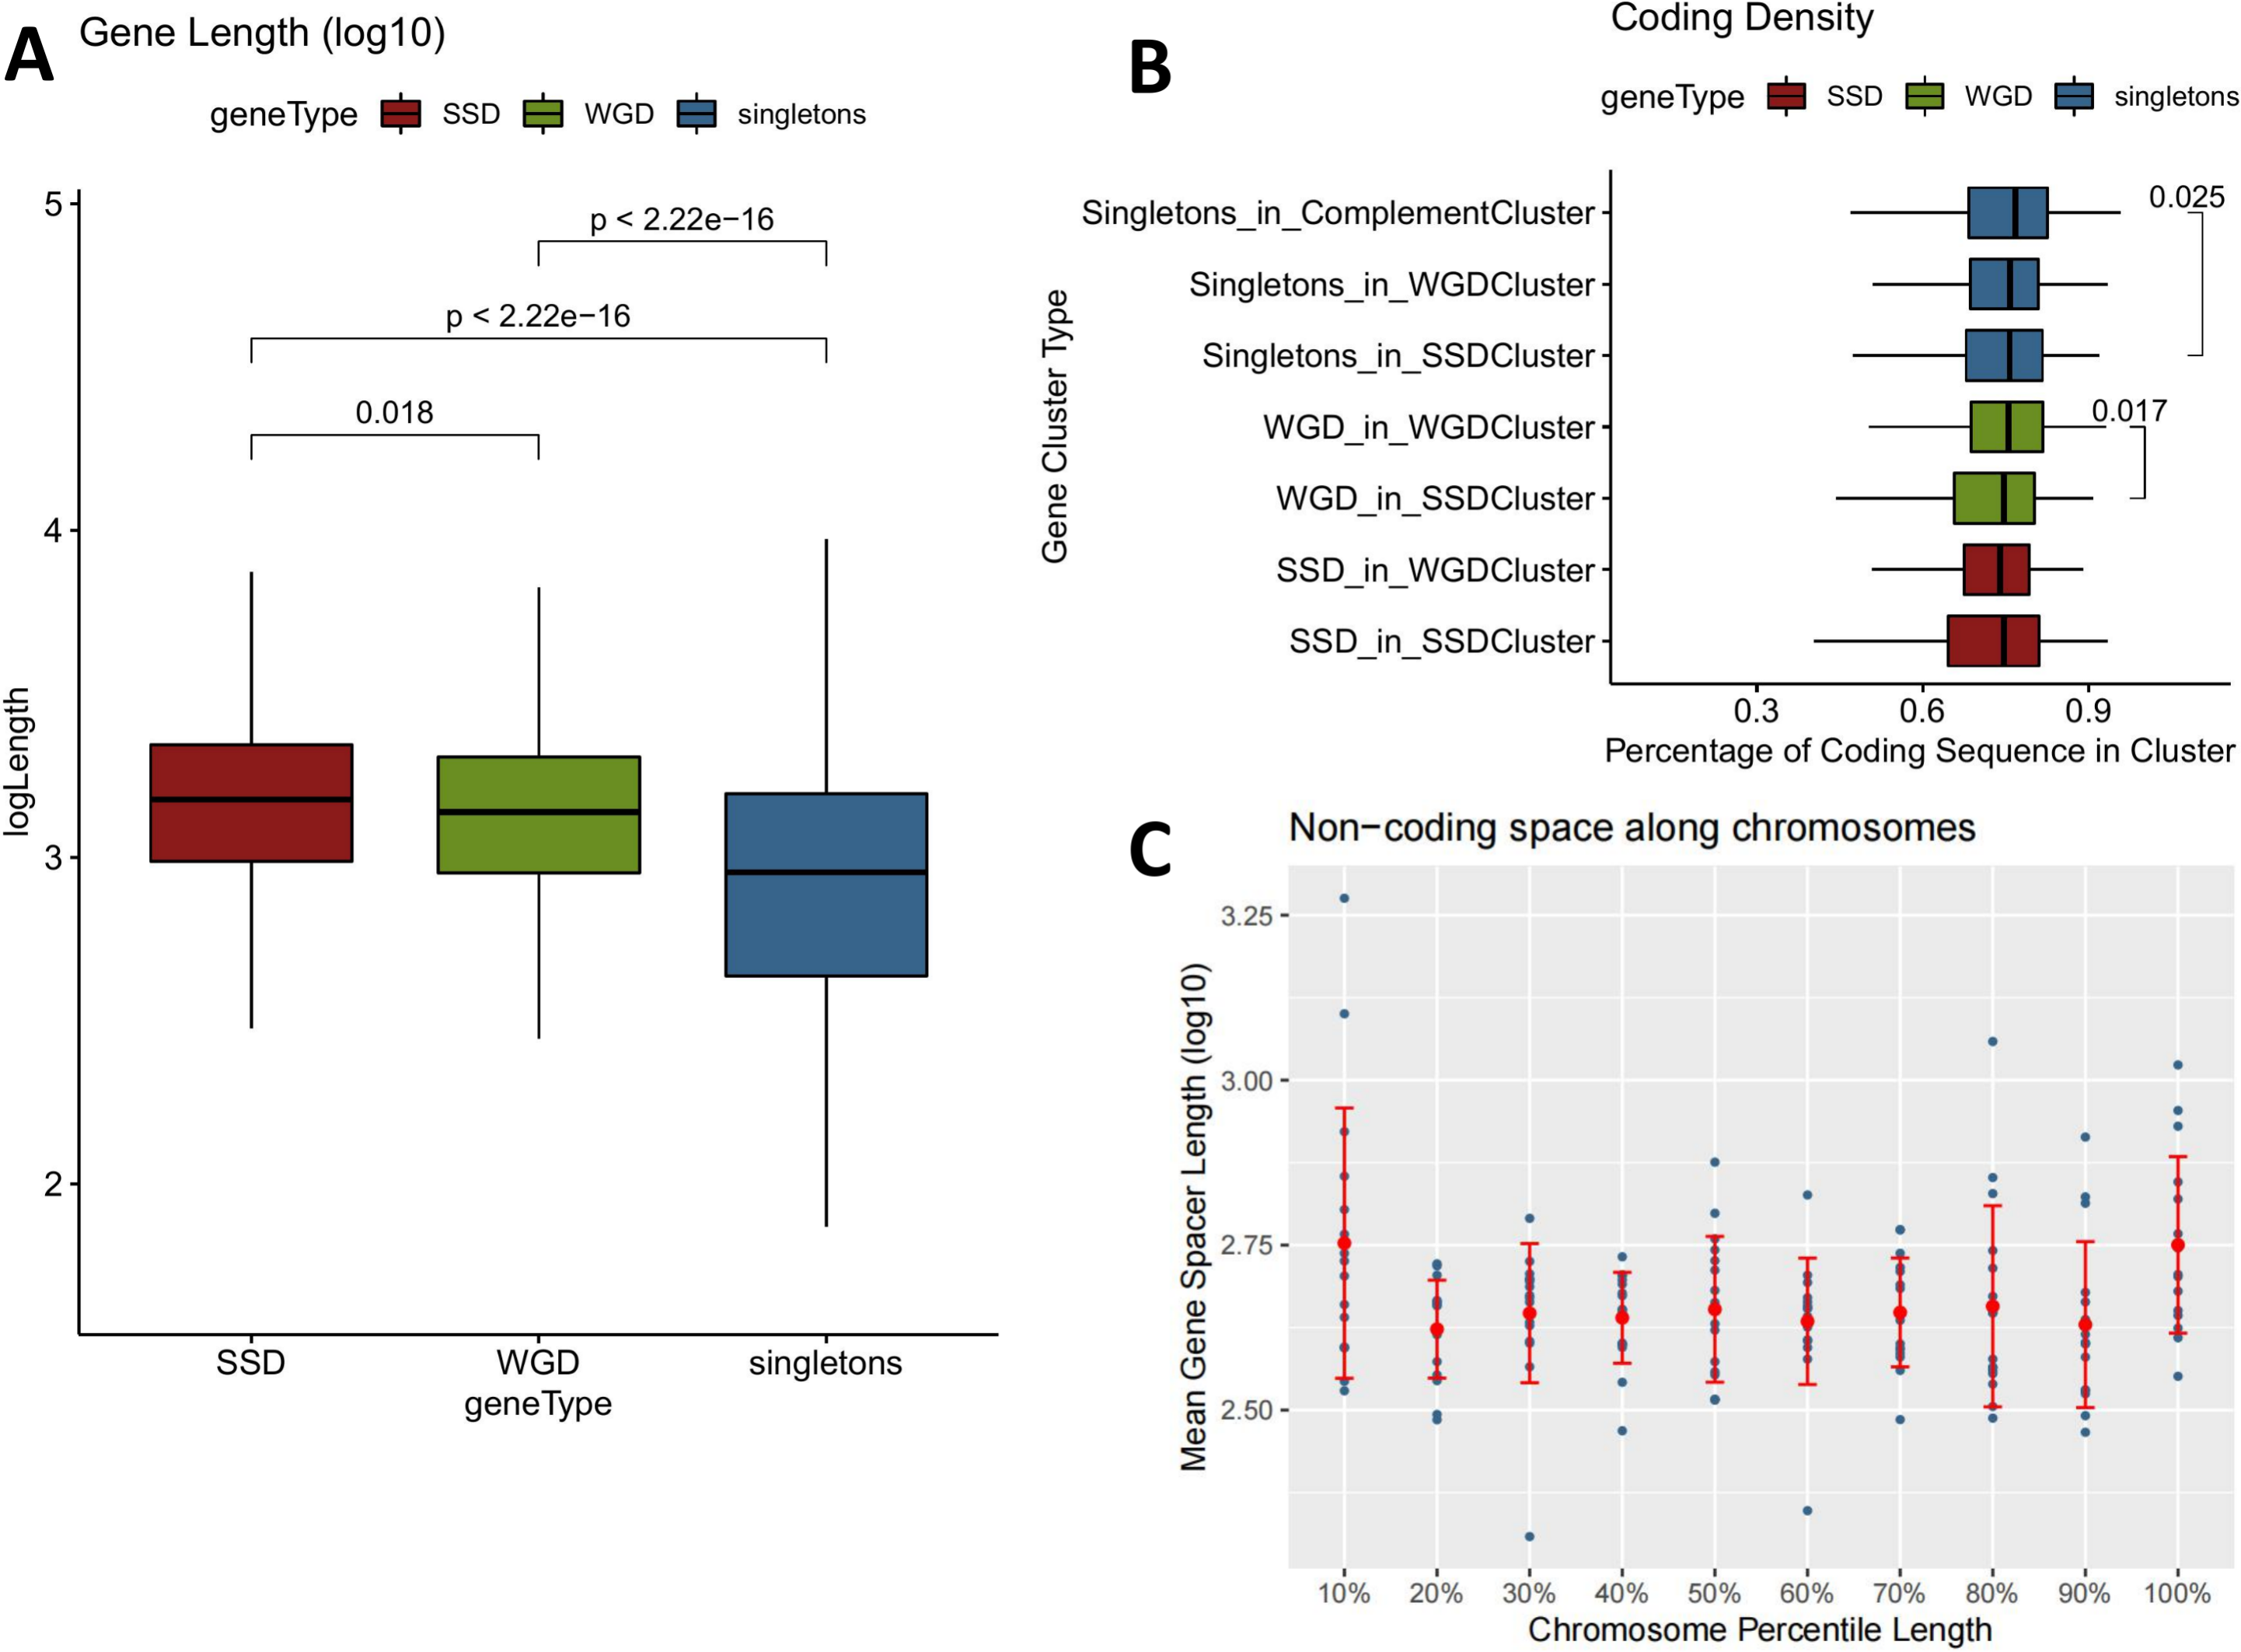 A
Gene Length (log10)
geneType SSD WGD singletons
5
4
3
2
logLength
p < 2.22e−16
p < 2.22e−16
0.018
SSD WGD singletons
geneType
B
Coding Density
geneType SSD WGD singletons
Gene Cluster Type
Singletons_in_ComplementCluster
Singletons_in_WGDCluster
Singletons_in_SSDCluster
WGD_in_WGDCluster
WGD_in_SSDCluster
SSD_in_WGDCluster
SSD_in_SSDCluster
0.025
0.017
0.3 0.6 0.9
Percentage of Coding Sequence in Cluster
C
Non−coding space along chromosomes
Mean Gene Spacer Length (log10)
3.25
3.00
2.75
2.50
10% 20% 30% 40% 50% 60% 70% 80% 90% 100%
Chromosome Percentile Length